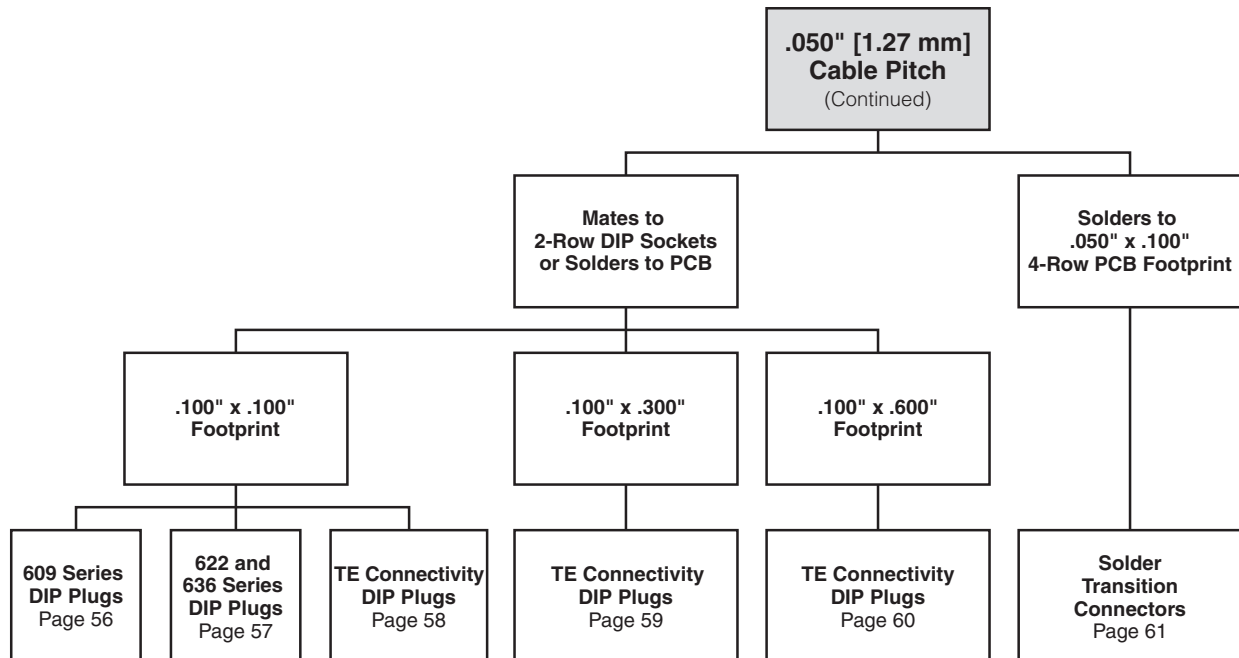 .050" [1.27 mm]
Cable Pitch
(Continued)
Mates to
2-Row DIP Sockets
or Solders to PCB
Solders to
.050" x .100"
4-Row PCB Footprint
.100" x .100"
Footprint
.100" x .300"
Footprint
.100" x .600"
Footprint
609 Series
DIP Plugs
Page 56
622 and
636 Series
DIP Plugs
Page 57
TE Connectivity
DIP Plugs
Page 58
TE Connectivity
DIP Plugs
Page 59
TE Connectivity
DIP Plugs
Page 60
Solder
Transition
Connectors
Page 61